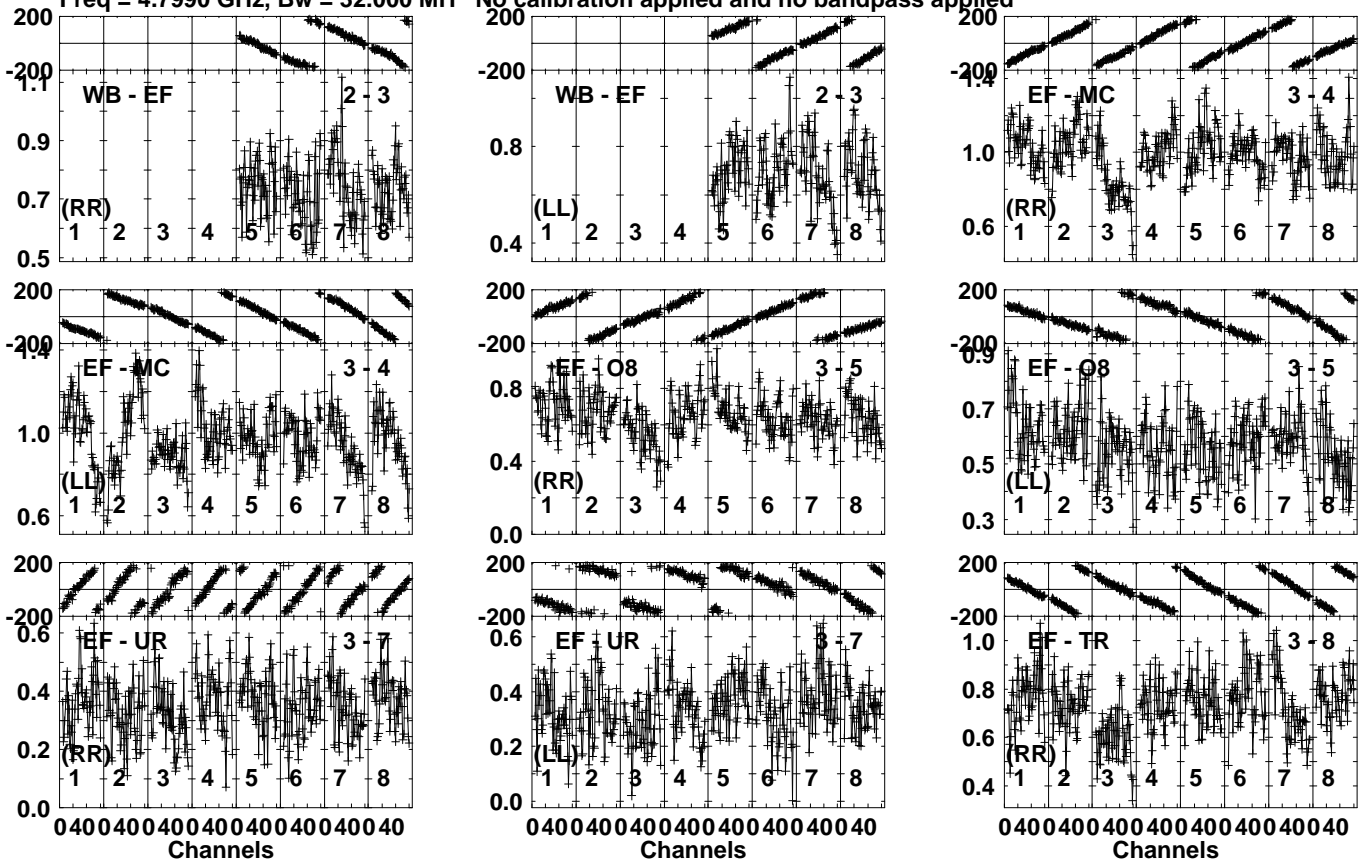 Freq = 4.7990 GHz, Bw = 32.000 MH No calibration applied and no bandpass applied
200 200 200
-200 -200 -200
1.1 1.4
WB - EF 2 - 3 WB - EF 2 - 3 EF - MC 3 - 4
0.9 0.8 1.0
0.7
(RR) (LL) (RR) 0.6
1 2 3 4 5 6 7 8 1 2 3 4 5 6 7 8 1 2 3 4 5 6 7 8
0.5 0.4
200 200 200
-200 -200 -200
1.4 0.9
EF - MC 3 - 4 EF - O8 3 - 5 EF - O8 3 - 5
0.8 0.7
1.0
0.4 0.5
(LL) (RR) (LL)
1 2 3 4 5 6 7 8 1 2 3 4 5 6 7 8 1 2 3 4 5 6 7 8
0.6 0.0 0.3
200 200 200
-200 -200 -200
0.6 0.6 1.0
EF - UR 3 - 7 EF - UR 3 - 7 EF - TR 3 - 8
0.4 0.4 0.8
0.2 0.2 0.6
(RR) (LL) (RR)
1 2 3 4 5 6 7 8 1 2 3 4 5 6 7 8 1 2 3 4 5 6 7 8
0.0 0.0 0.4
0 40 0 40 0 40 0 40 0 40 0 40 0 40 0 40 0 40 0 40 0 40 0 40 0 40 0 40 0 40 0 40 0 40 0 40 0 40 0 40 0 40 0 40 0 40 0 40
Channels Channels Channels